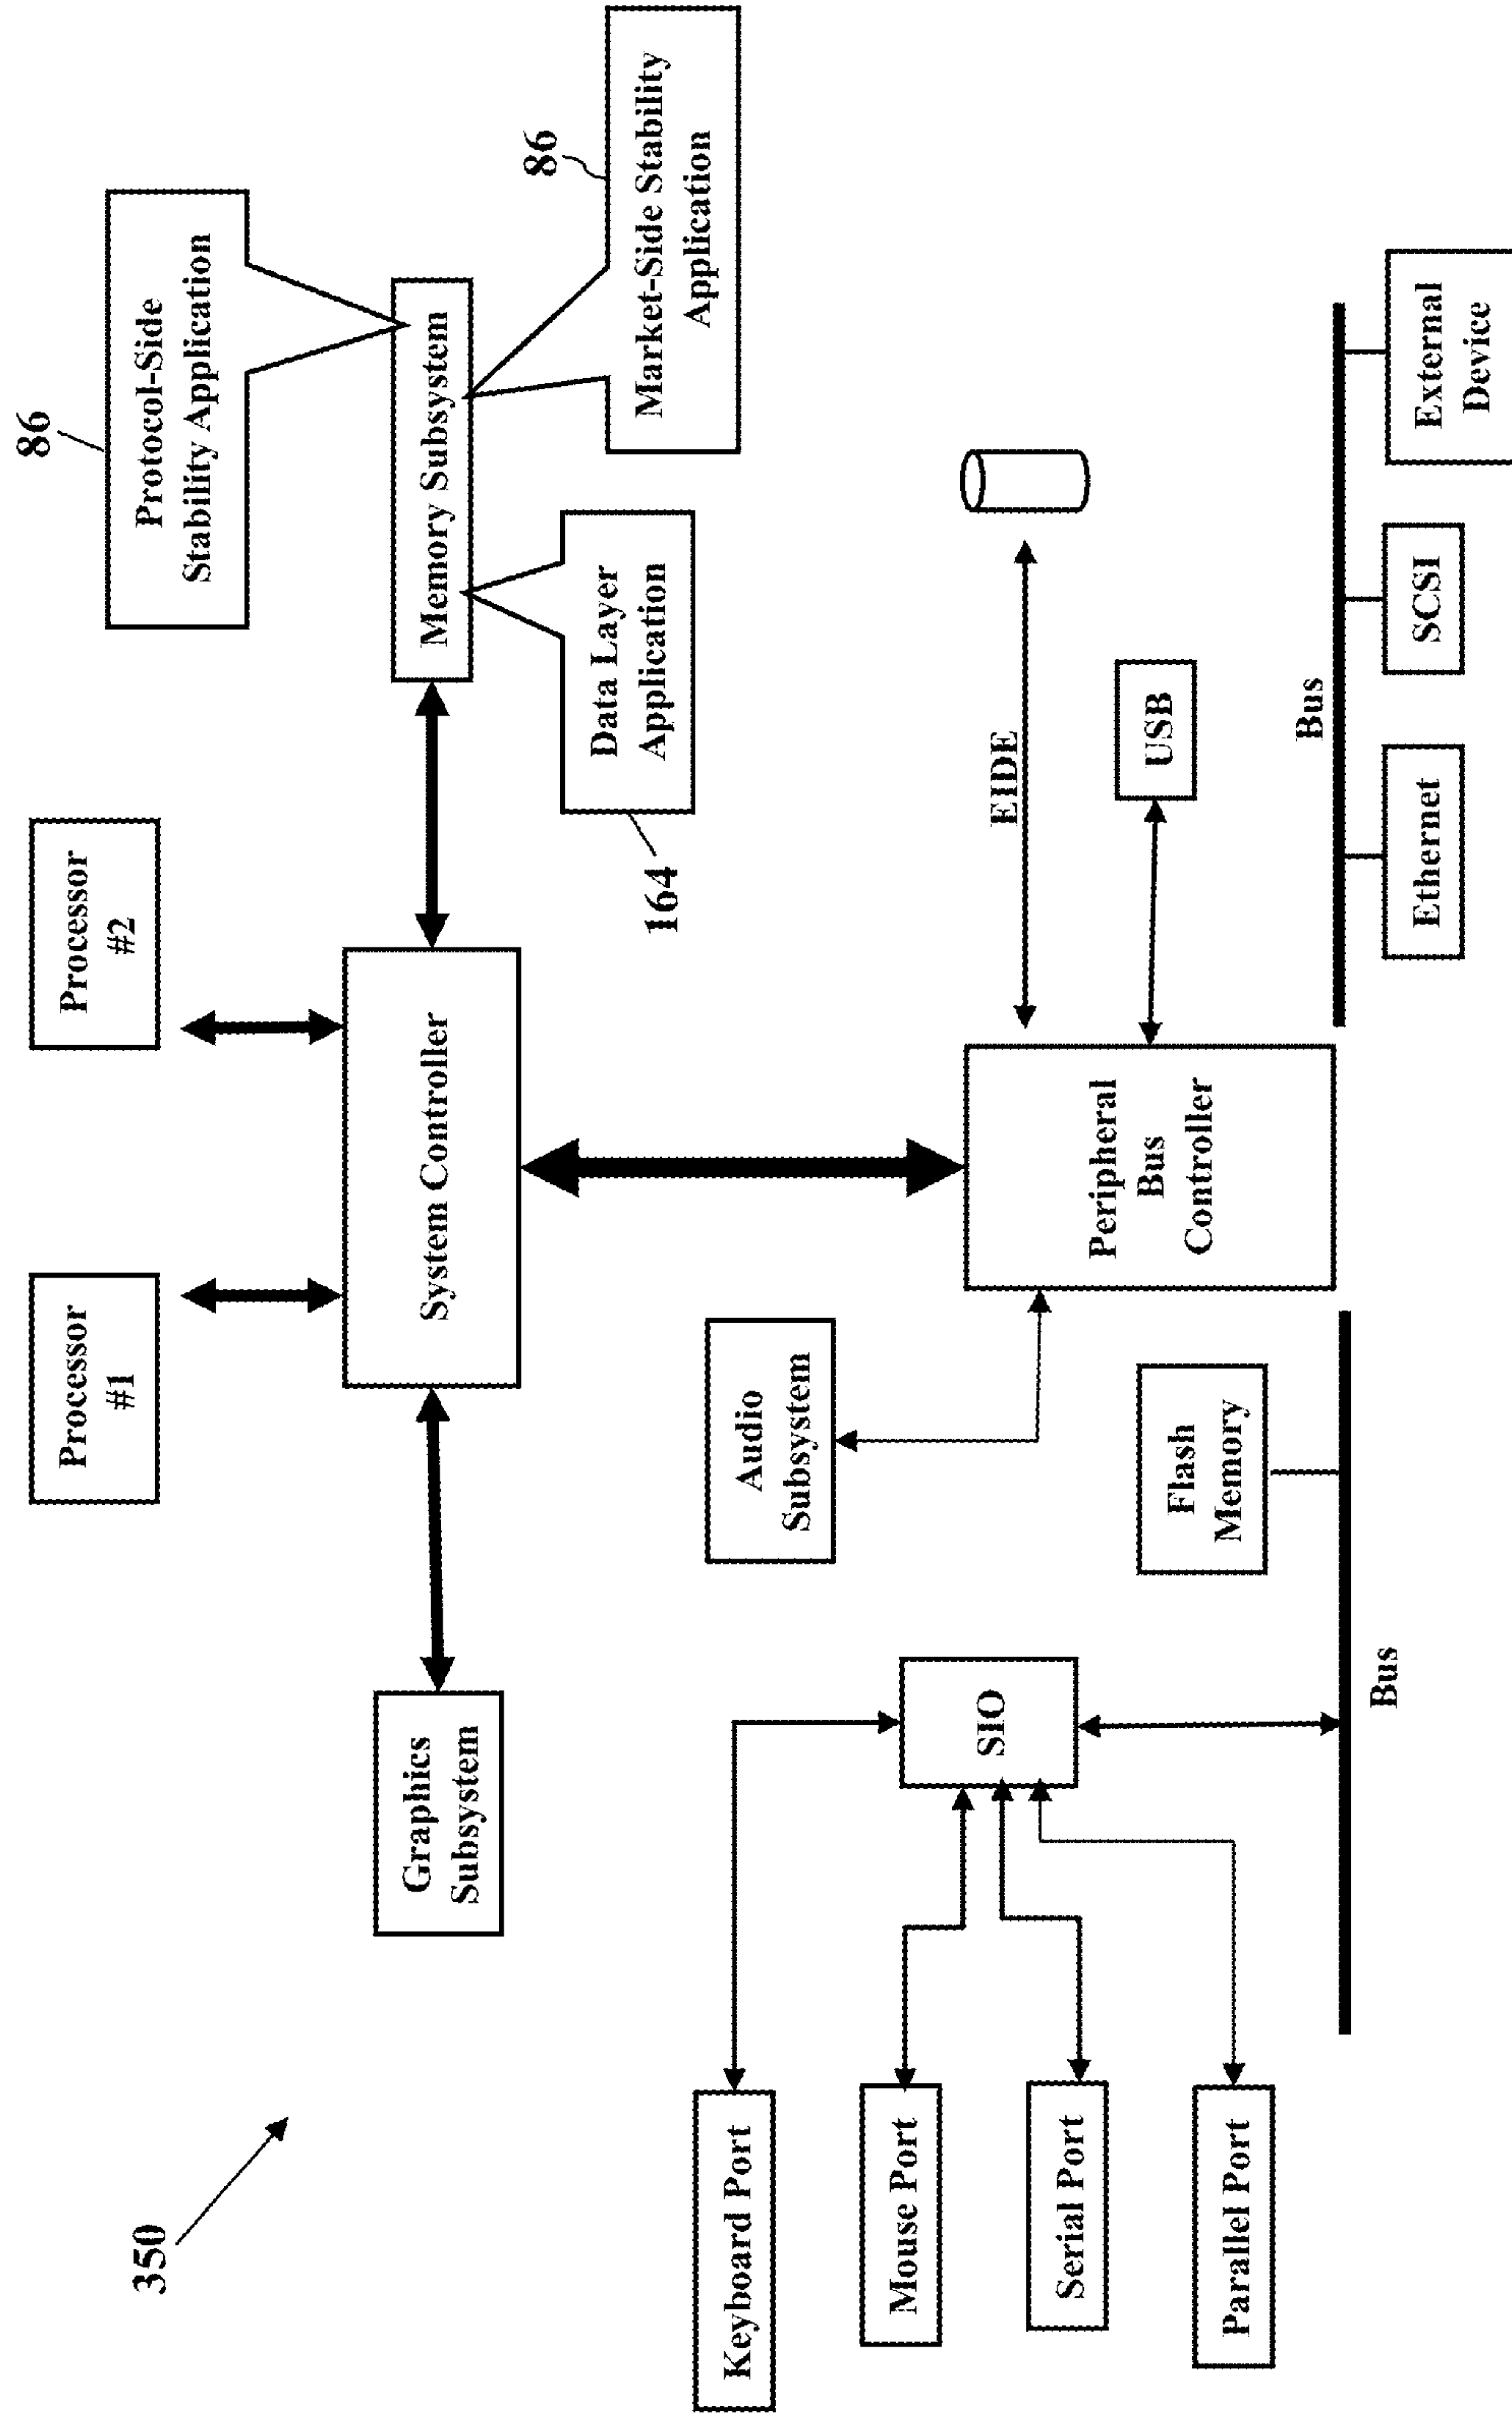 350
86
Protocol-Side
Stability Application
Processor
#1
Processor
#2
86
Market-Side Stability
Application
Graphics
Subsystem
System Controller
Memory Subsystem
Data Layer
Application
164
Keyboard Port
Mouse Port
Serial Port
Parallel Port
SIO
Audio
Subsystem
Flash
Memory
Peripheral
Bus
Controller
EIDE
USB
Bus
Bus
Ethernet
SCSI
External
Device